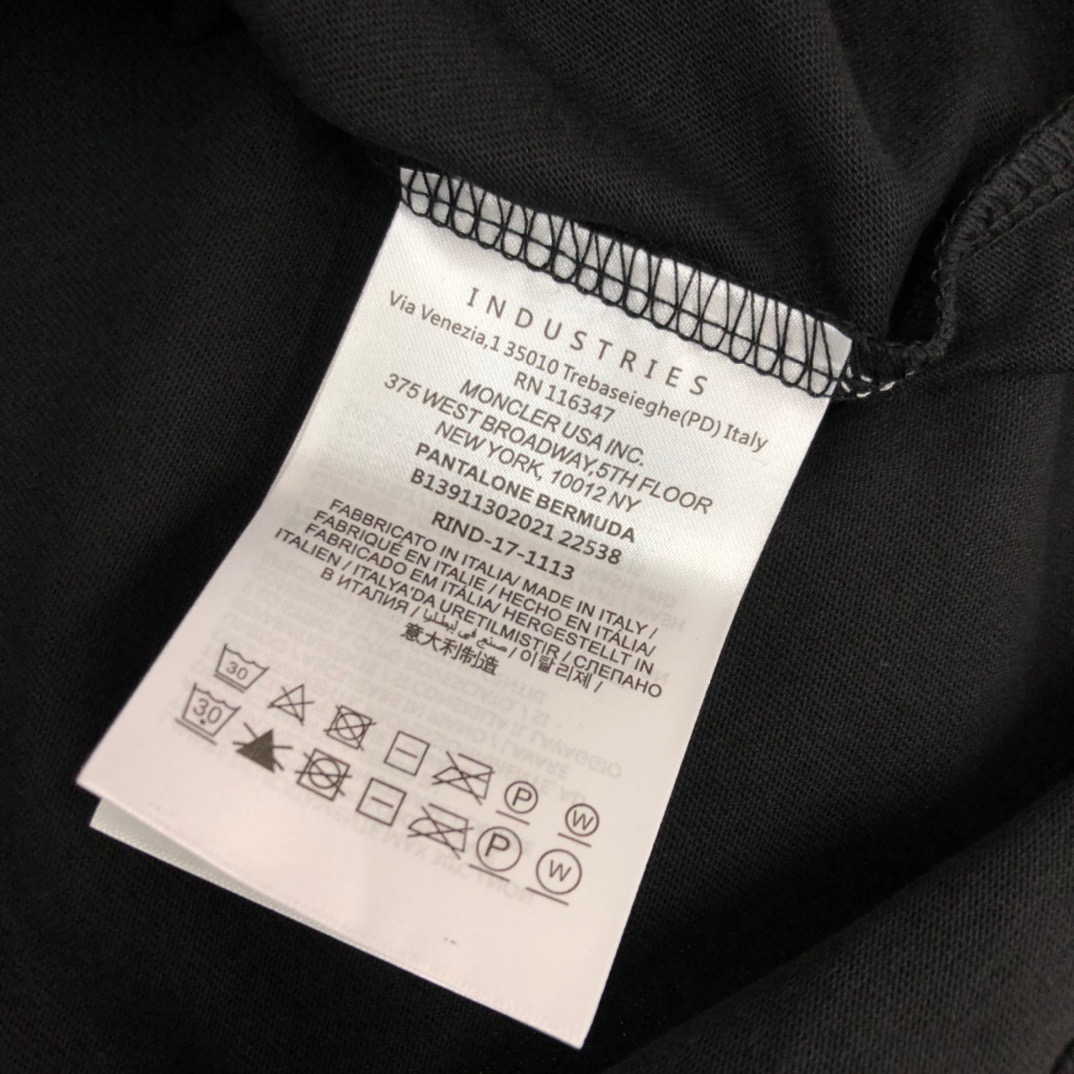 INDUSTRIES
Via Venezia,1 35010 Trebaseieghe(PD) Italy
RN 116347
MONCLER USA INC.
375 WEST BROADWAY,5TH FLOOR
NEW YORK, 10012 NY
PANTALONE BERMUDA
B13911302021 22538
RIND-17-1113
FABBRICATO IN ITALIA/ MADE IN ITALY /
FABRIQUÉ EN ITALIE / HECHO EN ITALIA/
FABRICADO EM ITÁLIA/ HERGESTELLT IN
ITALIEN / ITALYA'DA URETILMISTIR / СЛЕПАНО
В ИТАЛИЯ / صنع في إيطاليا / 이탈리제 /
意大利制造
30 P W
30 P W